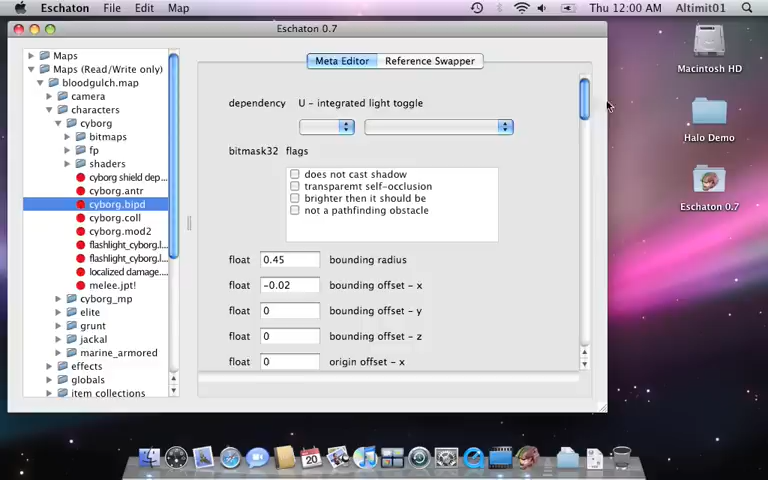 Eschaton File Edit Map Thu 12:00 AM Altimit01
Eschaton 0.7
Macintosh HD
Halo Demo
Eschaton 0.7
Maps
Maps (Read/Write only)
bloodgulch.map
camera
characters
cyborg
bitmaps
fp
shaders
cyborg shield dep...
cyborg.antr
cyborg.bipd
cyborg.coll
cyborg.mod2
flashlight_cyborg.l...
flashlight_cyborg.l...
localized damage....
melee.jpt!
cyborg_mp
elite
grunt
jackal
marine_armored
effects
globals
item collections
Meta Editor Reference Swapper
dependency U - integrated light toggle
bitmask32 flags
does not cast shadow
transparemt self-occlusion
brighter then it should be
not a pathfinding obstacle
float 0.45 bounding radius
float -0.02 bounding offset - x
float 0 bounding offset - y
float 0 bounding offset - z
float 0 origin offset - x
20